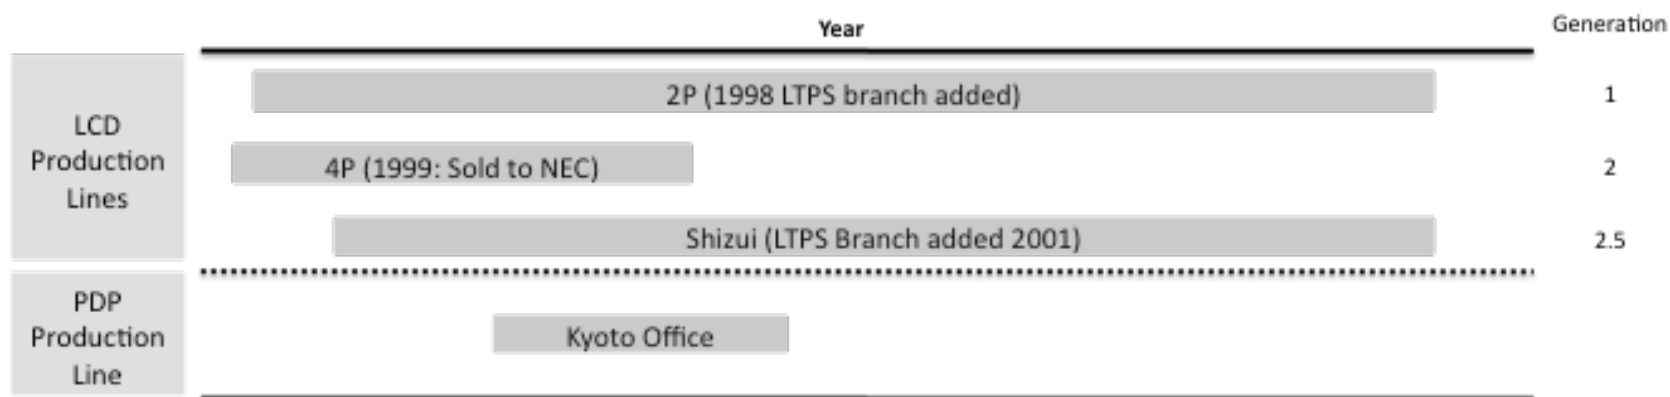 Year
Generation
LCD
Production
Lines
2P (1998 LTPS branch added)
1
4P (1999: Sold to NEC)
2
Shizui (LTPS Branch added 2001)
2.5
PDP
Production
Line
Kyoto Office